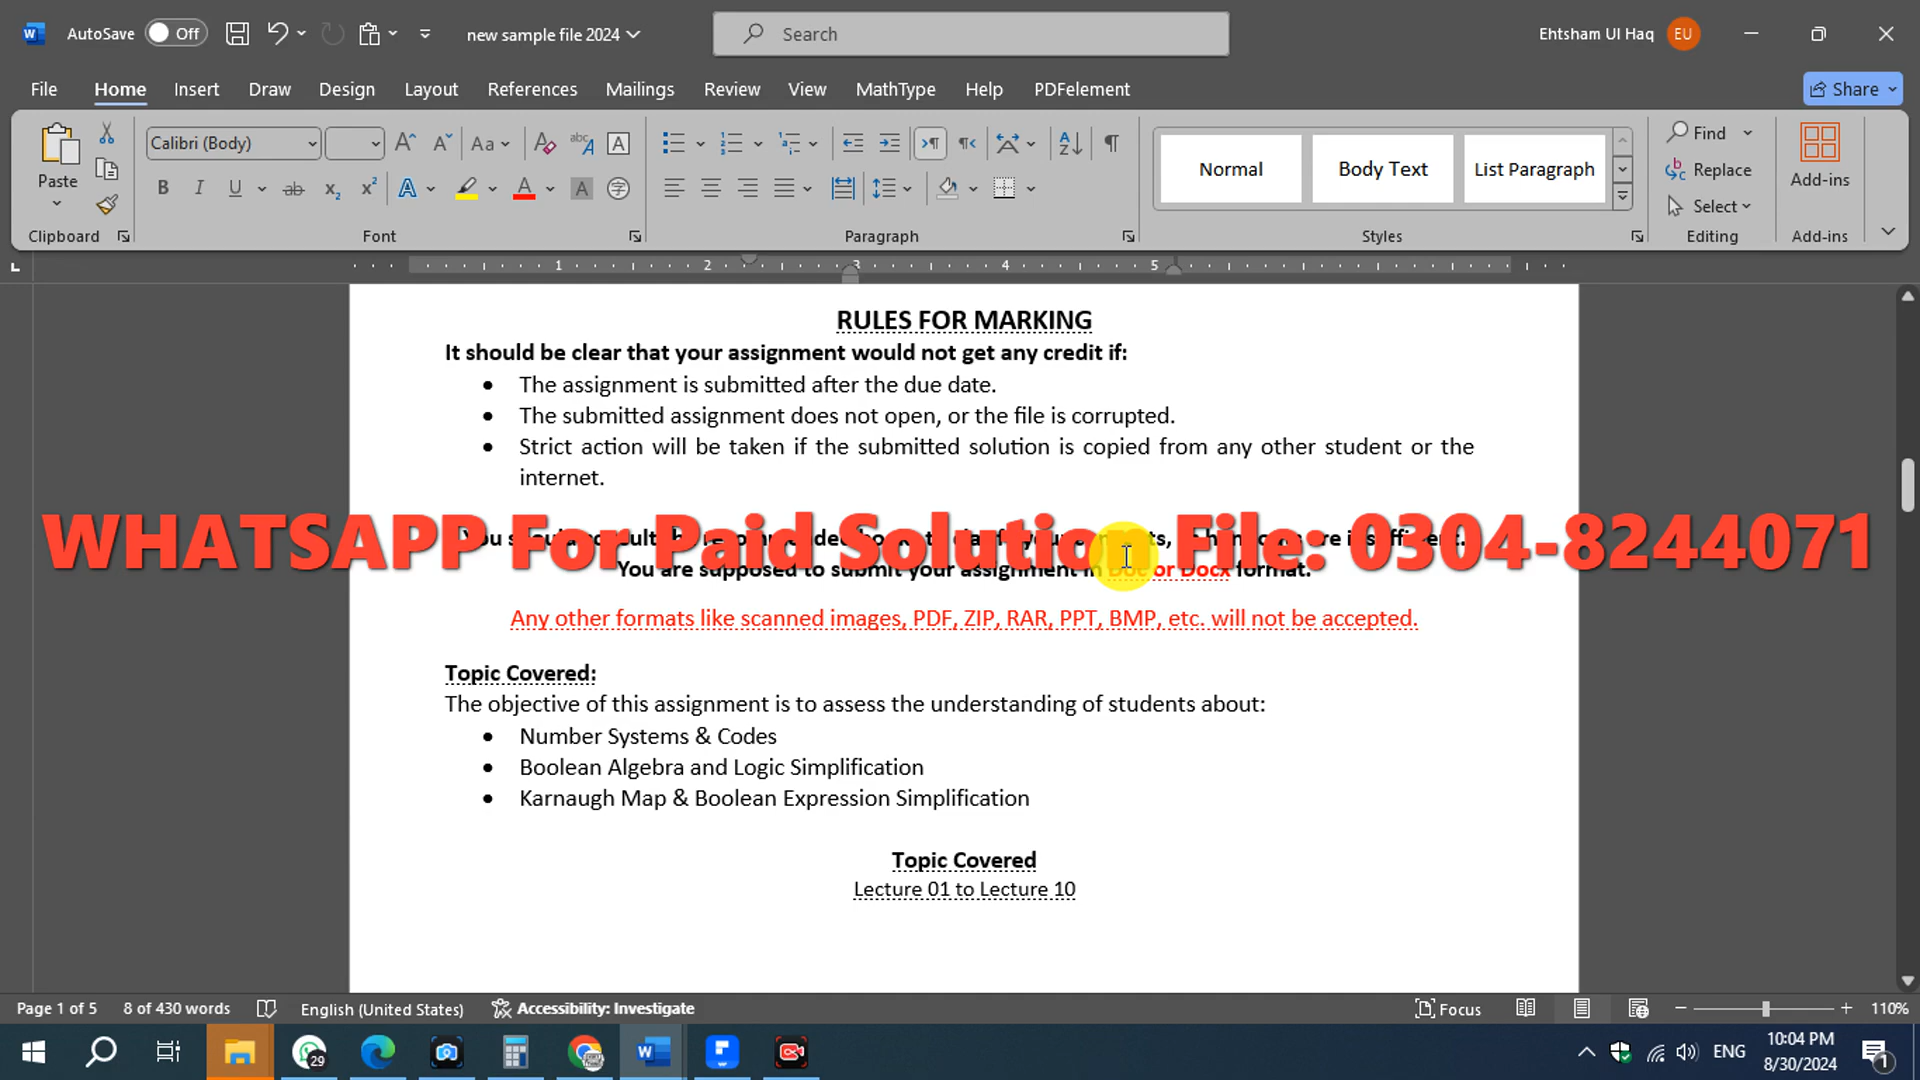 AutoSave Off new sample file 2024 Search Ehtsham Ul Haq EU
File Home Insert Draw Design Layout References Mailings Review View MathType Help PDFelement Share
Paste Calibri (Body) Aa Normal Body Text List Paragraph Find Replace Select Add-ins
Clipboard Font Paragraph Styles Editing Add-ins
1 2 3 4 5
RULES FOR MARKING
It should be clear that your assignment would not get any credit if:
• The assignment is submitted after the due date.
• The submitted assignment does not open, or the file is corrupted.
• Strict action will be taken if the submitted solution is copied from any other student or the
internet.
WHATSAPP For Paid Solution File: 0304-8244071
You are supposed to submit your assignment in Doc or Docx format.
Any other formats like scanned images, PDF, ZIP, RAR, PPT, BMP, etc. will not be accepted.
Topic Covered:
The objective of this assignment is to assess the understanding of students about:
• Number Systems & Codes
• Boolean Algebra and Logic Simplification
• Karnaugh Map & Boolean Expression Simplification
Topic Covered
Lecture 01 to Lecture 10
Page 1 of 5 8 of 430 words English (United States) Accessibility: Investigate Focus 110%
29 ENG 10:04 PM
8/30/2024 1